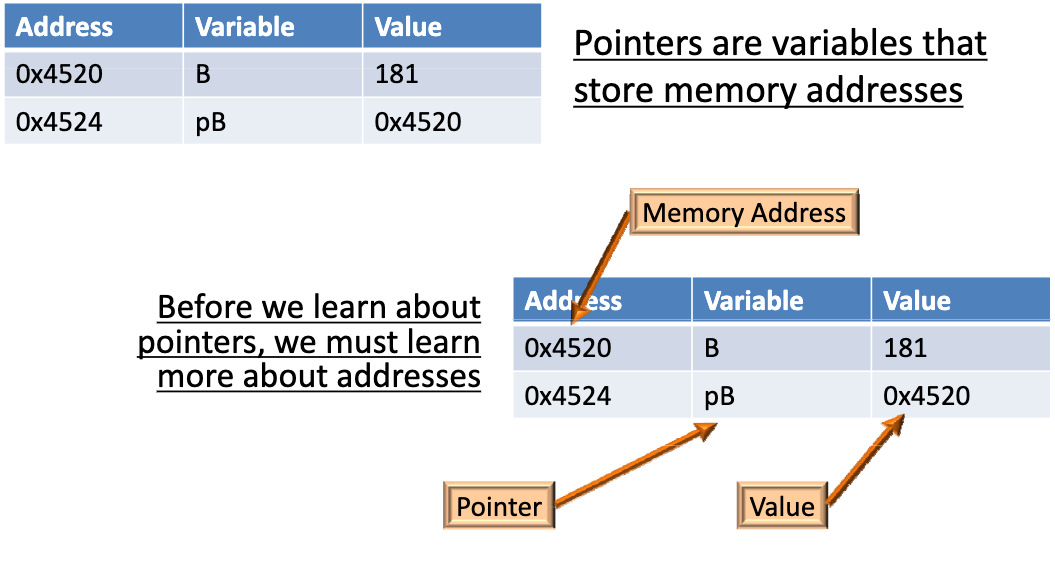 Address Variable Value
0x4520 B 181
0x4524 pB 0x4520
Pointers are variables that
store memory addresses
Memory Address
Before we learn about
pointers, we must learn
more about addresses
Address Variable Value
0x4520 B 181
0x4524 pB 0x4520
Pointer
Value